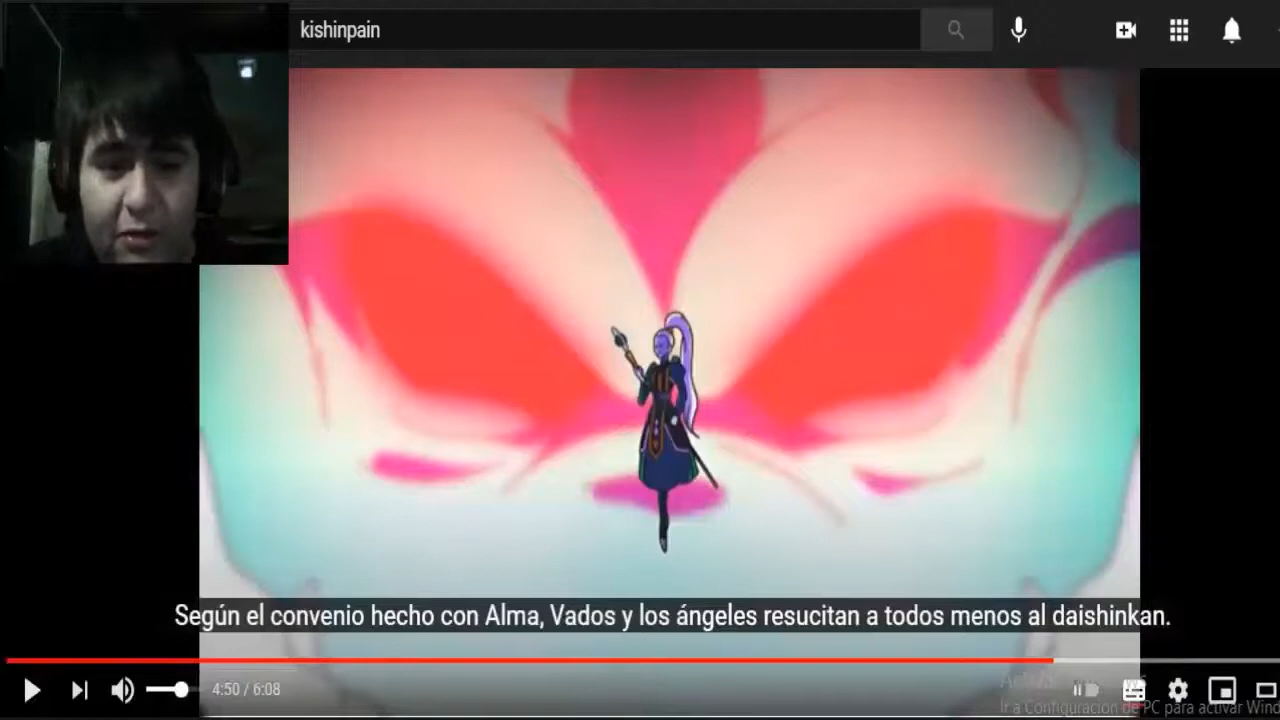 kishinpain
Según el convenio hecho con Alma, Vados y los ángeles resucitan a todos menos al daishinkan.
4:50 / 6:08
Ir a Configuración de PC para activar Wind